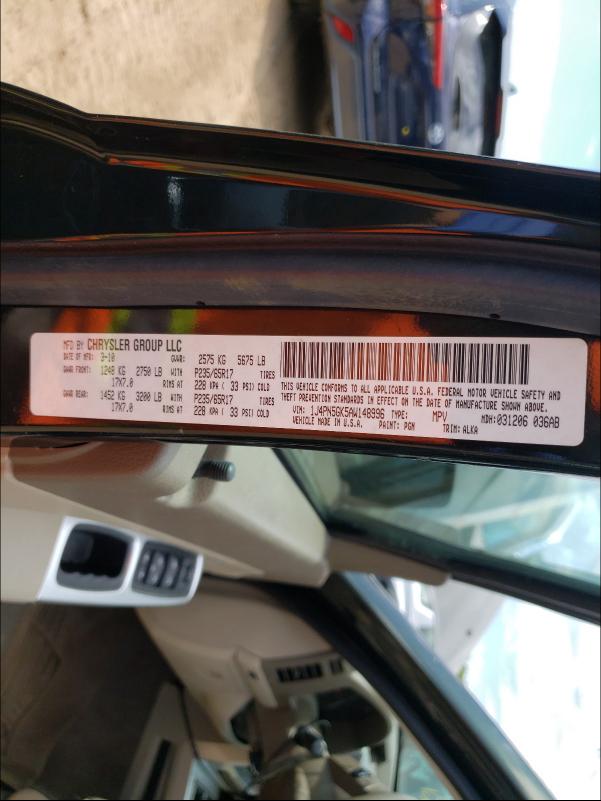 MFD BY CHRYSLER GROUP LLC
DATE OF MFR: 3-10 GVWR: 2575 KG 5675 LB
GAWR FRONT: 1248 KG 2750 LB WITH P235/65R17 TIRES
17X7.0 RIMS AT 228 KPA ( 33 PSI) COLD
GAWR REAR: 1452 KG 3200 LB WITH P235/65R17 TIRES
17X7.0 RIMS AT 228 KPA ( 33 PSI) COLD
THIS VEHICLE CONFORMS TO ALL APPLICABLE U.S.A. FEDERAL MOTOR VEHICLE SAFETY AND
THEFT PREVENTION STANDARDS IN EFFECT ON THE DATE OF MANUFACTURE SHOWN ABOVE.
VIN: 1J4PN5GK5AW148996 TYPE: MPV MDH: 031206 036AB
VEHICLE MADE IN U.S.A. PAINT: PGN TRIM: ALKA